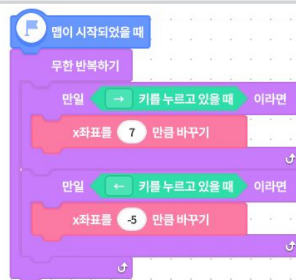 맵이 시작되었을 때
무한 반복하기
만일 → 키를 누르고 있을 때 이라면
x좌표를 7 만큼 바꾸기
만일 ← 키를 누르고 있을 때 이라면
x좌표를 -5 만큼 바꾸기